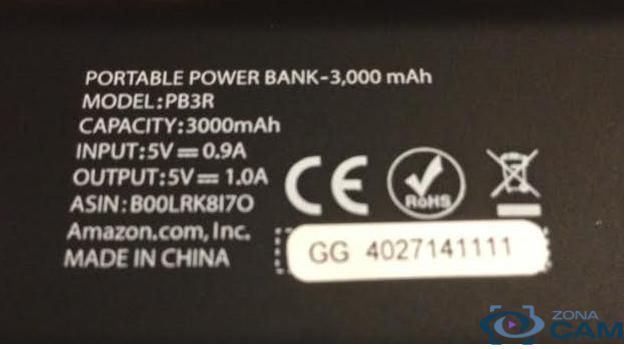 PORTABLE POWER BANK-3,000 mAh
MODEL:PB3R
CAPACITY:3000mAh
INPUT:5V⎓0.9A
OUTPUT:5V⎓1.0A
ASIN:B00LRK8I7O
Amazon.com, Inc.
MADE IN CHINA
CE
RoHS
GG 4027141111
ZONA
CAM